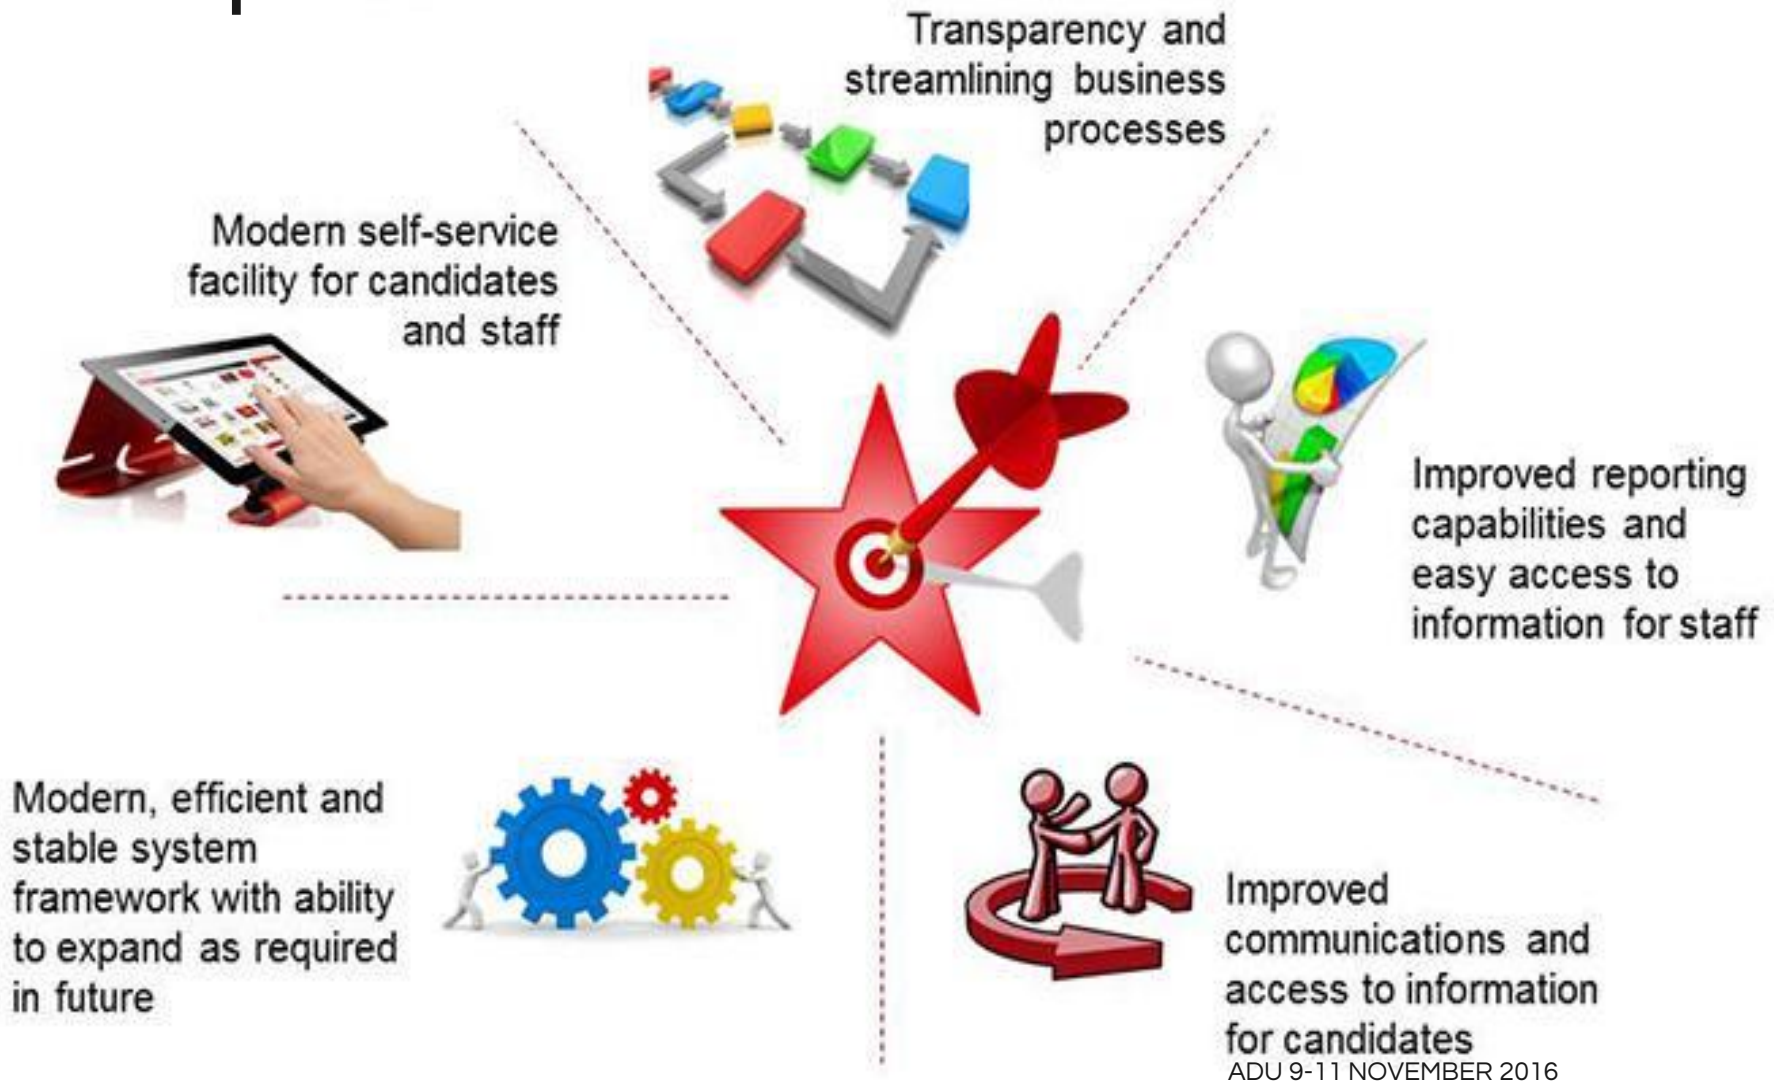 Transparency and
streamlining business
processes
Modern self-service
facility for candidates
and staff
Improved reporting
capabilities and
easy access to
information for staff
Modern, efficient and
stable system
framework with ability
to expand as required
in future
Improved
communications and
access to information
for candidates
ADU 9-11 NOVEMBER 2016